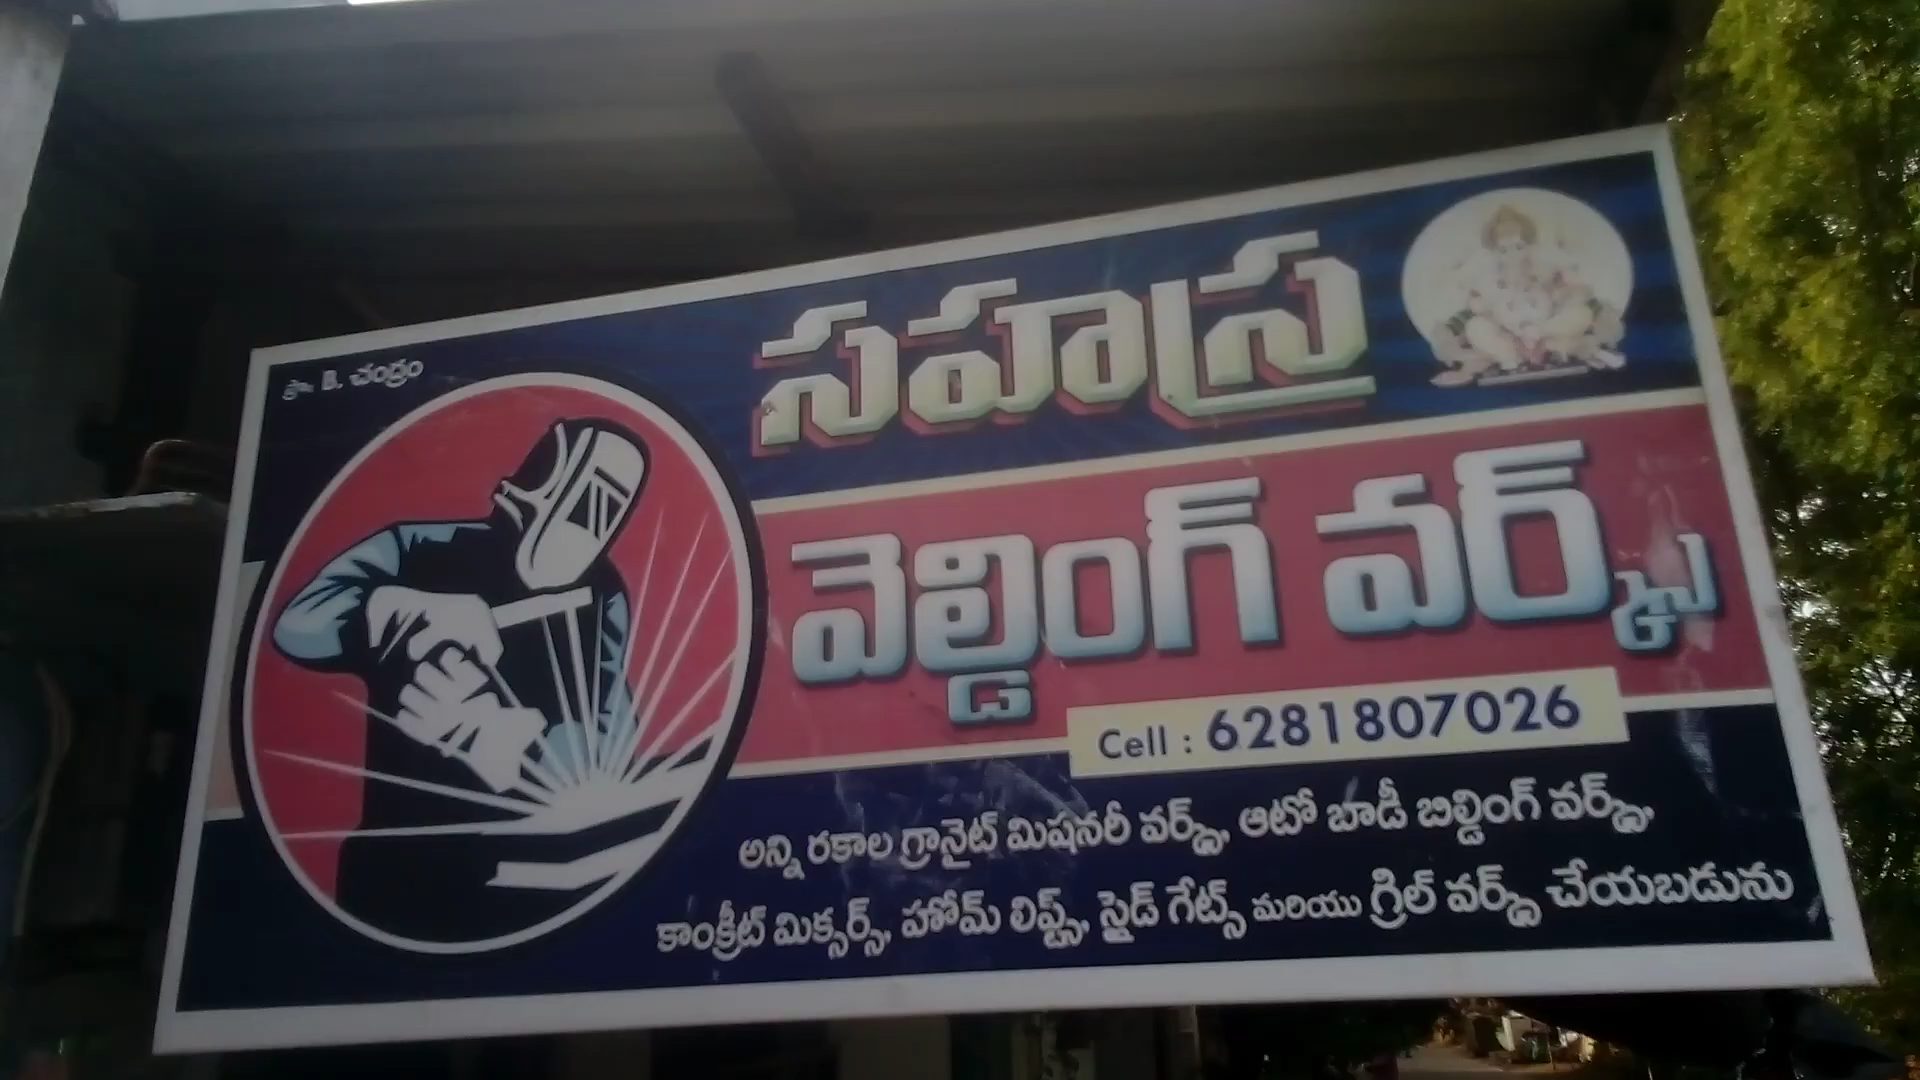 ప్రొ B. చంద్రం
సహస్ర
వెల్డింగ్ వర్క్స్
Cell : 6281807026
అన్ని రకాల గ్రానైట్ మిషనరీ వర్క్స్, ఆటో బాడీ బిల్డింగ్ వర్క్స్,
కాంక్రీట్ మిక్సర్స్, హోమ్ లిఫ్ట్స్, స్లైడ్ గేట్స్ మరియు గ్రిల్ వర్క్స్ చేయబడును